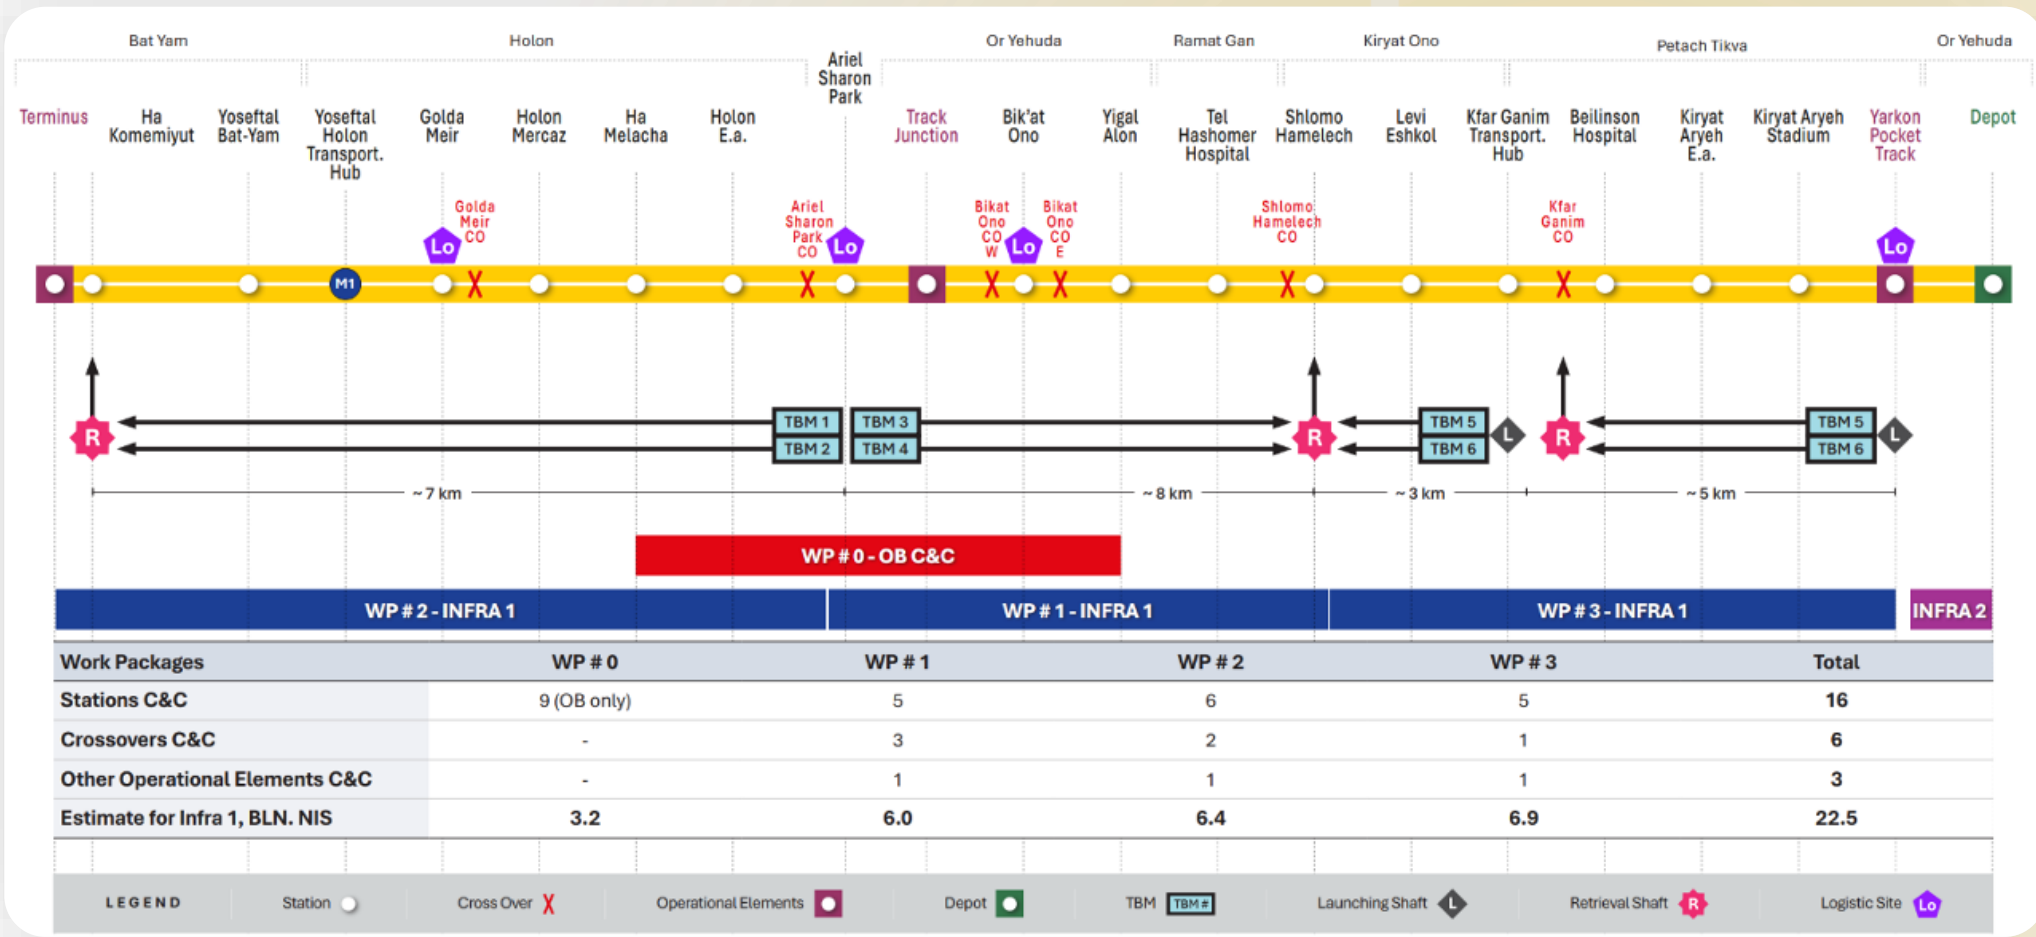 Bat Yam
Holon
Ariel
Sharon
Park
Or Yehuda
Ramat Gan
Kiryat Ono
Petach Tikva
Or Yehuda
Terminus
Ha
Komemiyut
Yoseftal
Bat-Yam
Yoseftal
Holon
Transport.
Hub
Golda
Meir
Holon
Mercaz
Ha
Melacha
Holon
E.a.
Track
Junction
Bik'at
Ono
Yigal
Alon
Tel
Hashomer
Hospital
Shlomo
Hamelech
Levi
Eshkol
Kfar Ganim
Transport.
Hub
Beilinson
Hospital
Kiryat
Aryeh
E.a.
Kiryat Aryeh
Stadium
Yarkon
Pocket
Track
Depot
Golda
Meir
CO
Ariel
Sharon
Park
CO
Bikat
Ono
CO
W
Bikat
Ono
CO
E
Shlomo
Hamelech
CO
Kfar
Ganim
CO
Lo
Lo
Lo
Lo
M1
R
TBM 1
TBM 2
TBM 3
TBM 4
R
TBM 5
TBM 6
L
R
TBM 5
TBM 6
L
~ 7 km
~ 8 km
~ 3 km
~ 5 km
WP # 0 - OB C&C
WP # 2 - INFRA 1
WP # 1 - INFRA 1
WP # 3 - INFRA 1
INFRA 2
Work Packages WP # 0 WP # 1 WP # 2 WP # 3 Total
Stations C&C 9 (OB only) 5 6 5 16
Crossovers C&C - 3 2 1 6
Other Operational Elements C&C - 1 1 1 3
Estimate for Infra 1, BLN. NIS 3.2 6.0 6.4 6.9 22.5
LEGEND Station Cross Over Operational Elements Depot TBM TBM # Launching Shaft L Retrieval Shaft R Logistic Site Lo